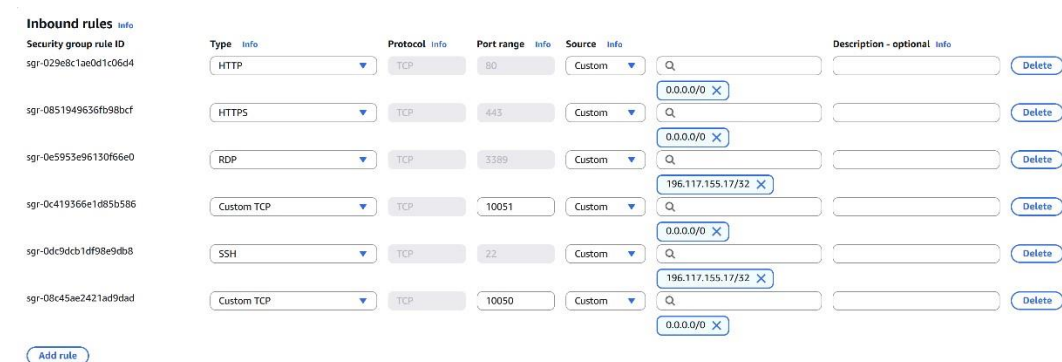 Inbound rules Info
Security group rule ID Type Info Protocol Info Port range Info Source Info Description - optional Info
sgr-029e8c1ae0d1c06d4 HTTP TCP 80 Custom Delete
0.0.0.0/0
sgr-0851949636fb98bcf HTTPS TCP 443 Custom Delete
0.0.0.0/0
sgr-0e5953e96130f66e0 RDP TCP 3389 Custom Delete
196.117.155.17/32
sgr-0c419366e1d85b586 Custom TCP TCP 10051 Custom Delete
0.0.0.0/0
sgr-0dc9dcb1df98e9db8 SSH TCP 22 Custom Delete
196.117.155.17/32
sgr-08c45ae2421ad9dad Custom TCP TCP 10050 Custom Delete
0.0.0.0/0
Add rule